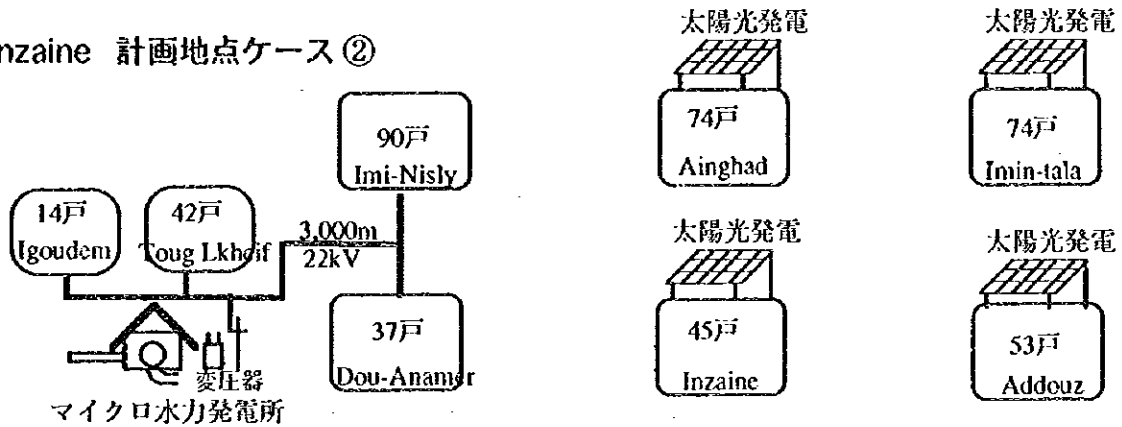 nzaine 計画地点ケース②
90戸
Imi-Nisly
14戸
Igoudem
42戸
Toug Lkheif
3,000m
22kV
37戸
Dou-Anamer
変圧器
マイクロ水力発電所
太陽光発電
74戸
Ainghad
太陽光発電
74戸
Imin-tala
太陽光発電
45戸
Inzaine
太陽光発電
53戸
Addouz